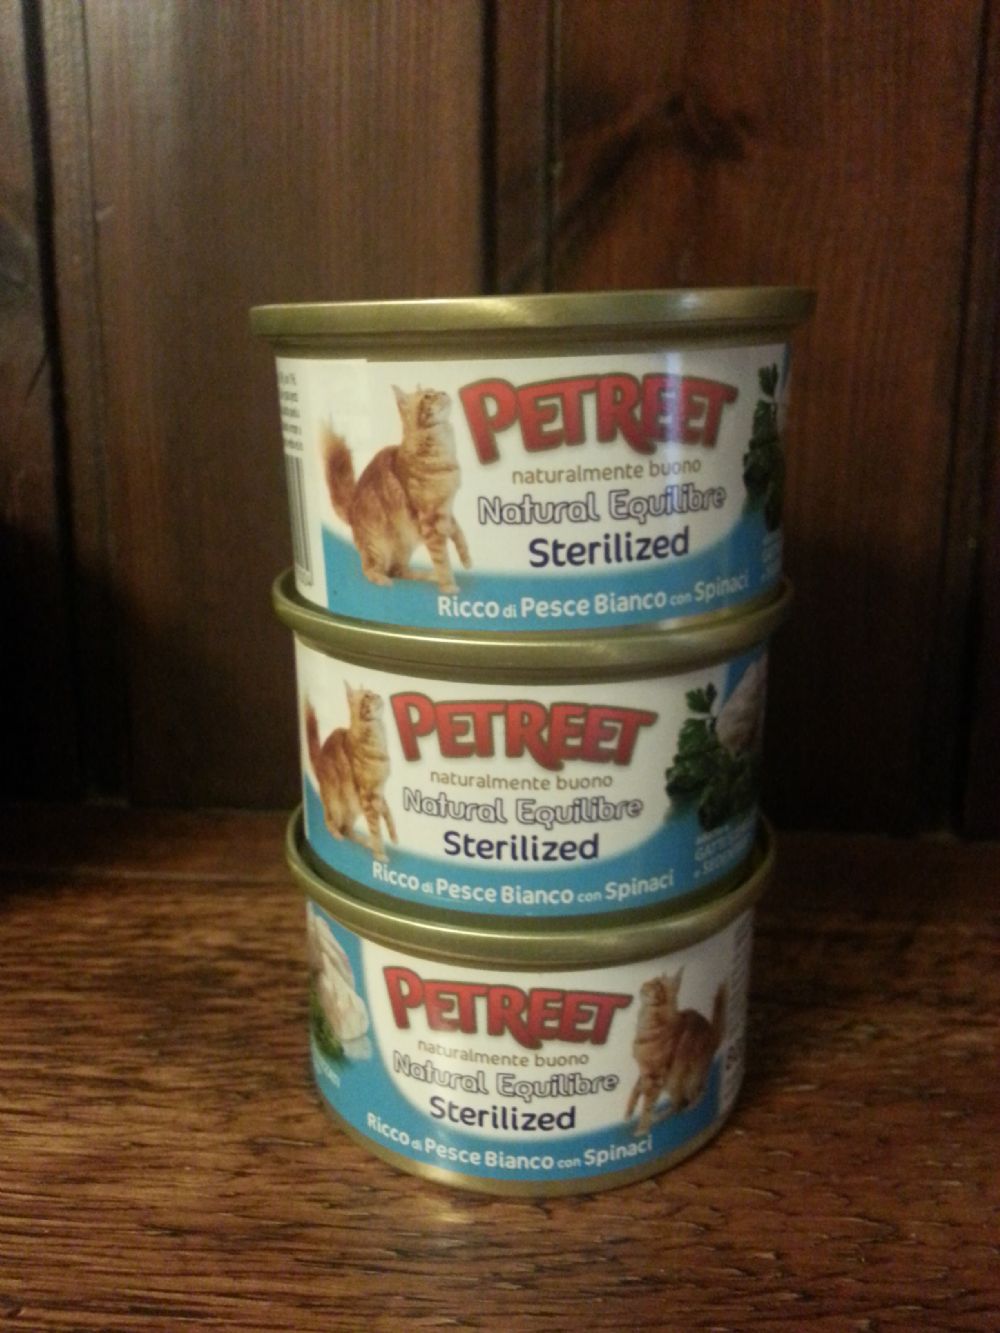 PETREET
naturalmente buono
Natural Equilibre
Sterilized
Ricco di Pesce Bianco con Spinaci
PETREET
naturalmente buono
Natural Equilibre
Sterilized
Ricco di Pesce Bianco con Spinaci
PETREET
naturalmente buono
Natural Equilibre
Sterilized
Ricco di Pesce Bianco con Spinaci